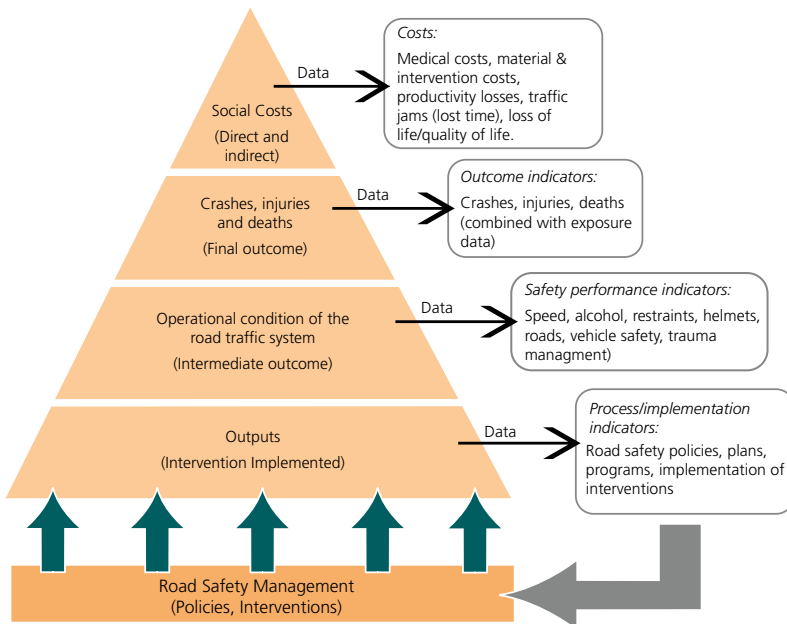 Costs:
Medical costs, material &
intervention costs,
productivity losses, traffic
jams (lost time), loss of
life/quality of life.
Data
Social Costs
(Direct and
indirect)
Outcome indicators:
Crashes, injuries, deaths
(combined with exposure
data)
Data
Crashes, injuries
and deaths
(Final outcome)
Safety performance indicators:
Speed, alcohol, restraints, helmets,
roads, vehicle safety, trauma
managment)
Data
Operational condition of the
road traffic system
(Intermediate outcome)
Process/implementation
indicators:
Road safety policies, plans,
programs, implementation of
interventions
Data
Outputs
(Intervention Implemented)
Road Safety Management
(Policies, Interventions)